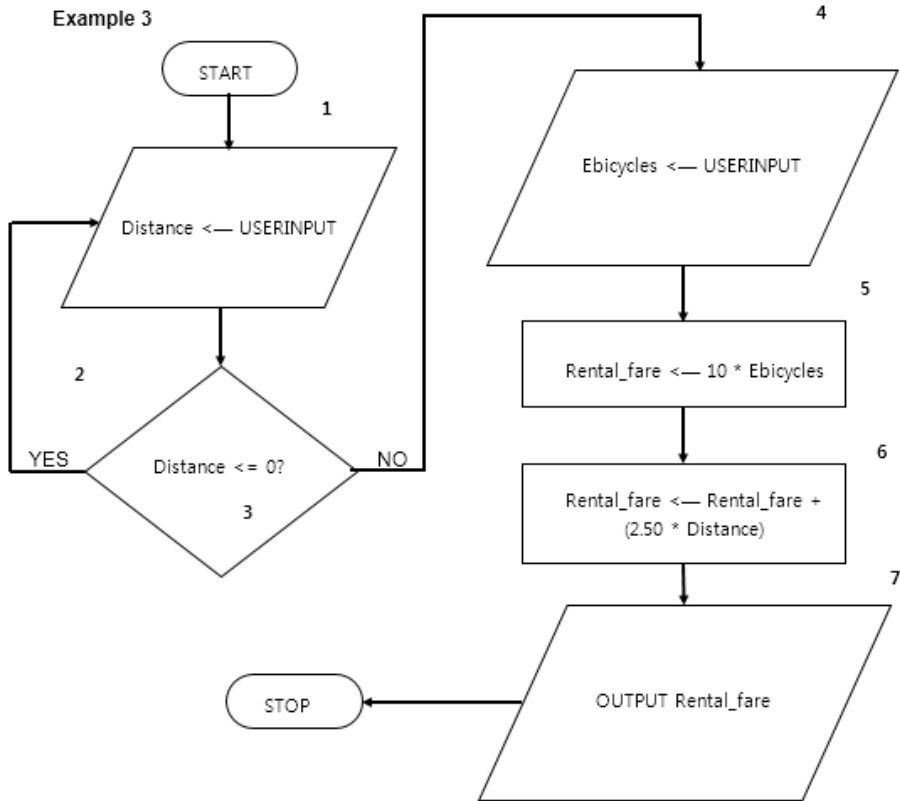 Example 3
START
1
Distance <— USERINPUT
2
YES
Distance <= 0?
NO
3
4
Ebicycles <— USERINPUT
5
Rental_fare <— 10 * Ebicycles
6
Rental_fare <— Rental_fare +
(2.50 * Distance)
7
OUTPUT Rental_fare
STOP